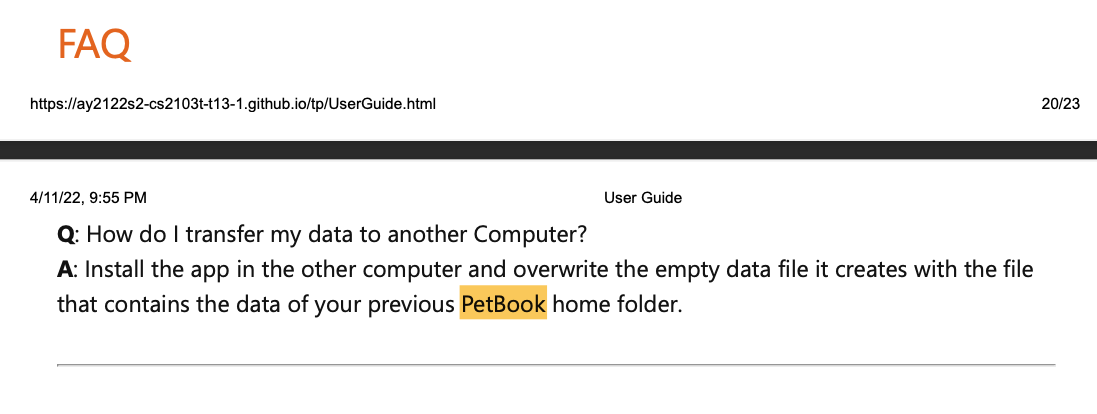 FAQ
https://ay2122s2-cs2103t-t13-1.github.io/tp/UserGuide.html 20/23
4/11/22, 9:55 PM User Guide
Q: How do I transfer my data to another Computer?
A: Install the app in the other computer and overwrite the empty data file it creates with the file
that contains the data of your previous PetBook home folder.